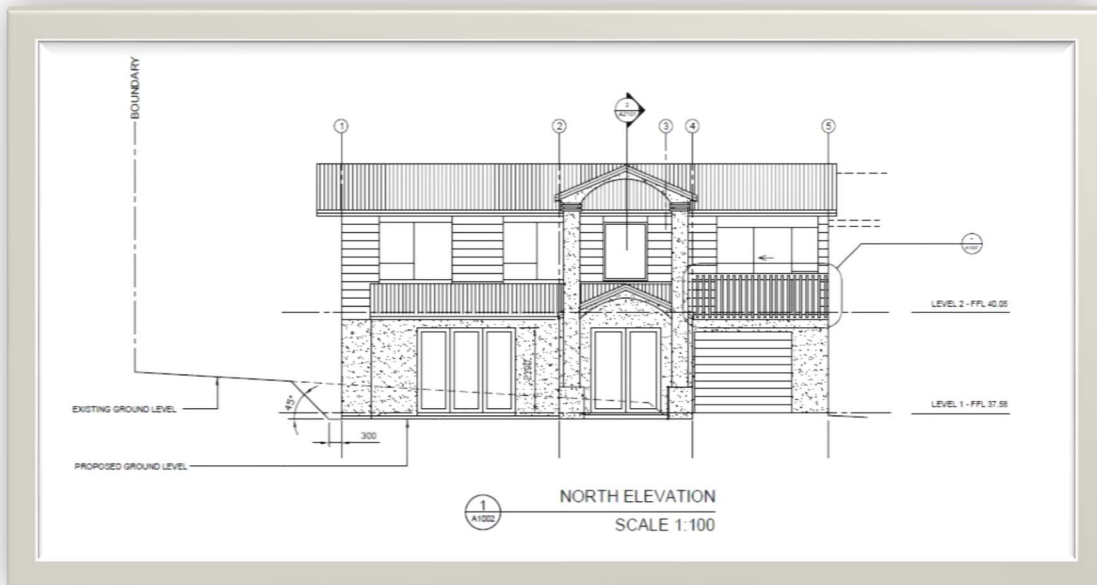 BOUNDARY
1
2
2
3
4
5
LEVEL 2 - FFL 40.05
EXISTING GROUND LEVEL
45°
LEVEL 1 - FFL 37.58
300
PROPOSED GROUND LEVEL
1
A1002
NORTH ELEVATION
SCALE 1:100